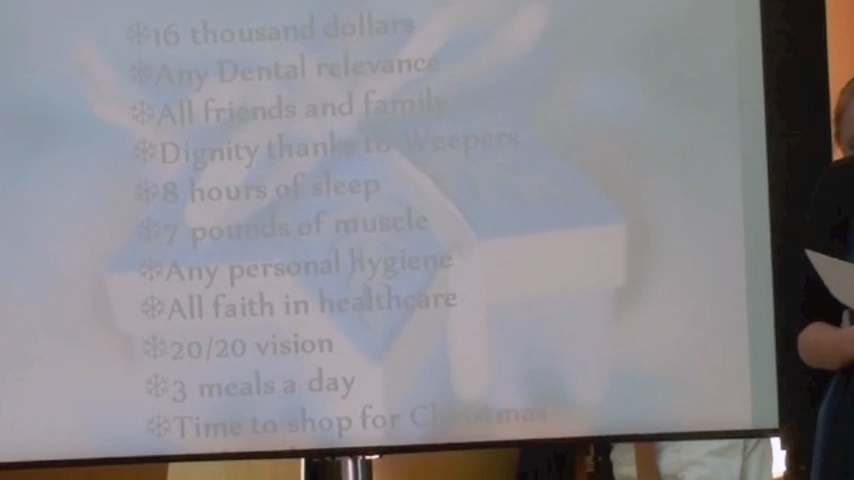 16 thousand dollars
Any Dental relevance
All friends and family
Dignity thanks to Weepers
8 hours of sleep
7 pounds of muscle
Any personal hygiene
All faith in healthcare
20/20 vision
3 meals a day
Time to shop for Christmas